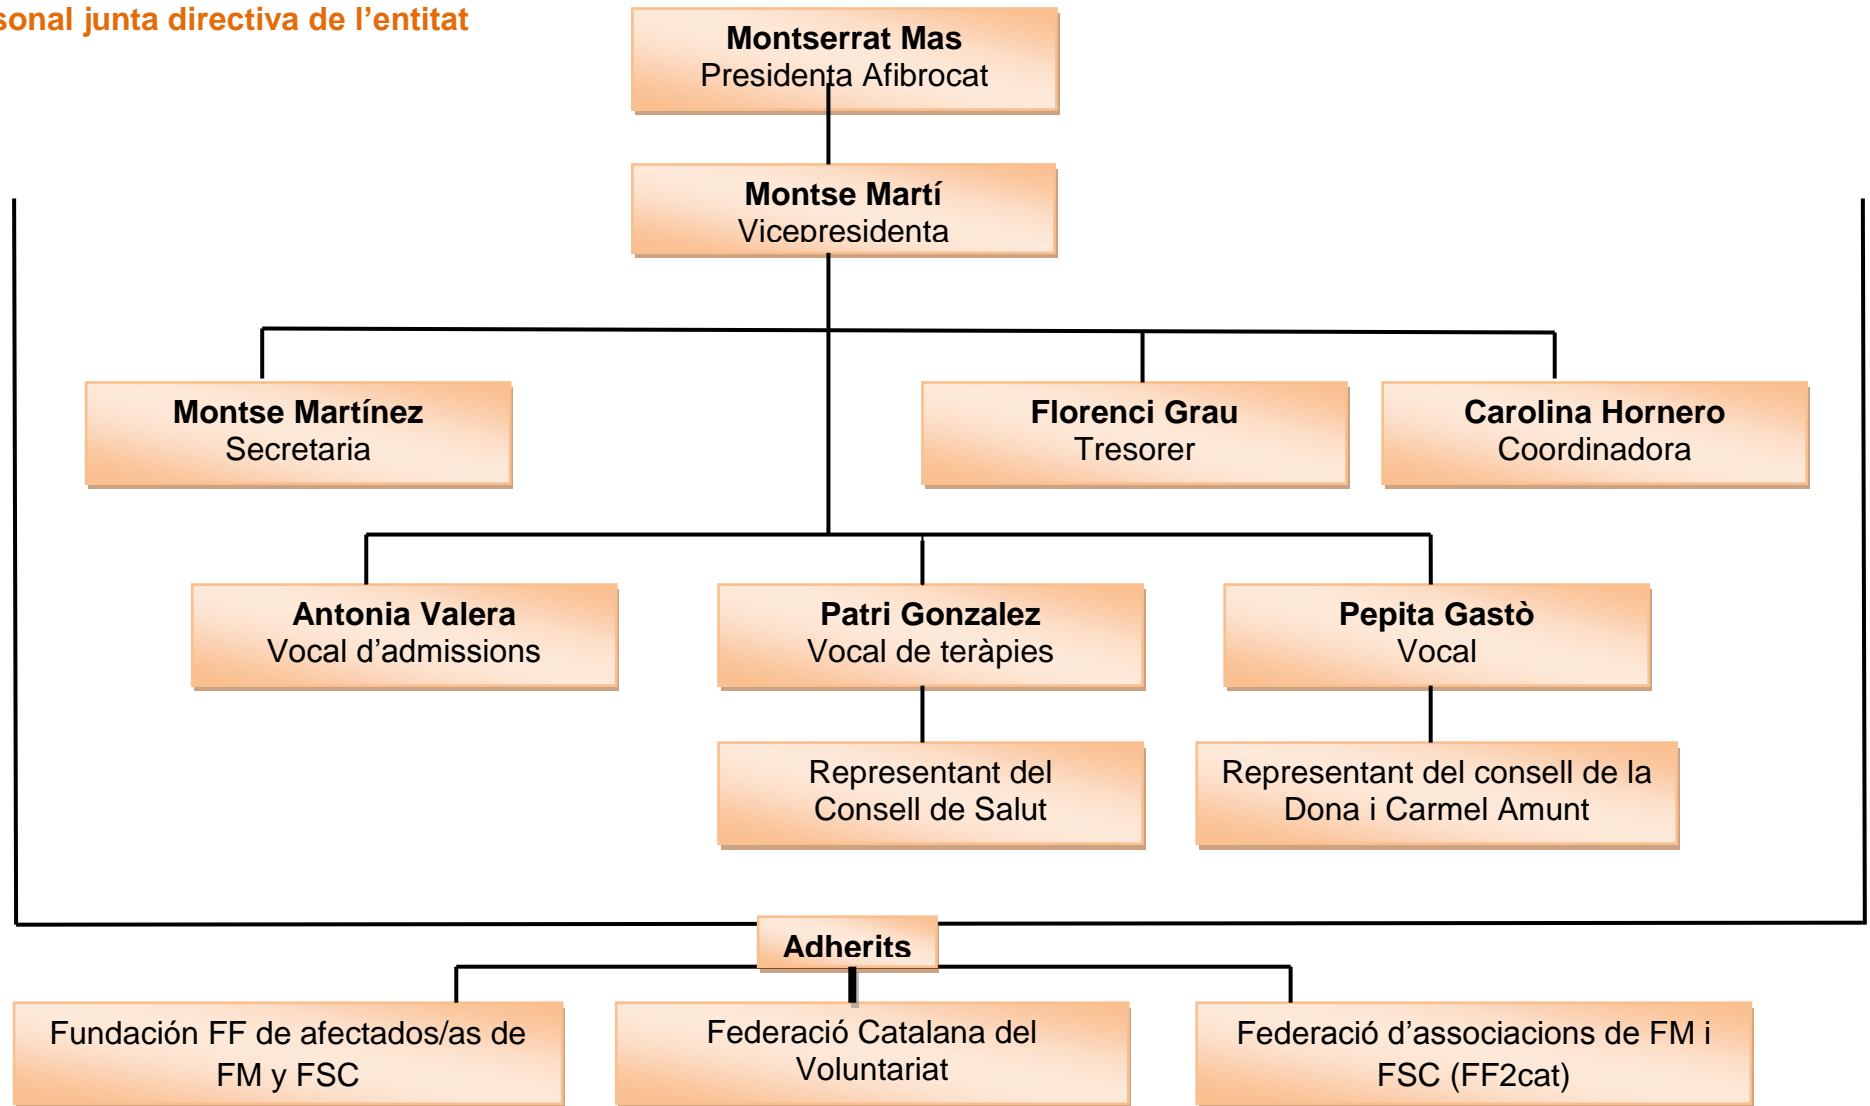 sonal junta directiva de l’entitat
Montserrat Mas
Presidenta Afibrocat
Montse Martí
Vicepresidenta
Montse Martínez
Secretaria
Florenci Grau
Tresorer
Carolina Hornero
Coordinadora
Antonia Valera
Vocal d’admissions
Patri Gonzalez
Vocal de teràpies
Pepita Gastò
Vocal
Representant del
Consell de Salut
Representant del consell de la
Dona i Carmel Amunt
Adherits
Fundación FF de afectados/as de
FM y FSC
Federació Catalana del
Voluntariat
Federació d’associacions de FM i
FSC (FF2cat)